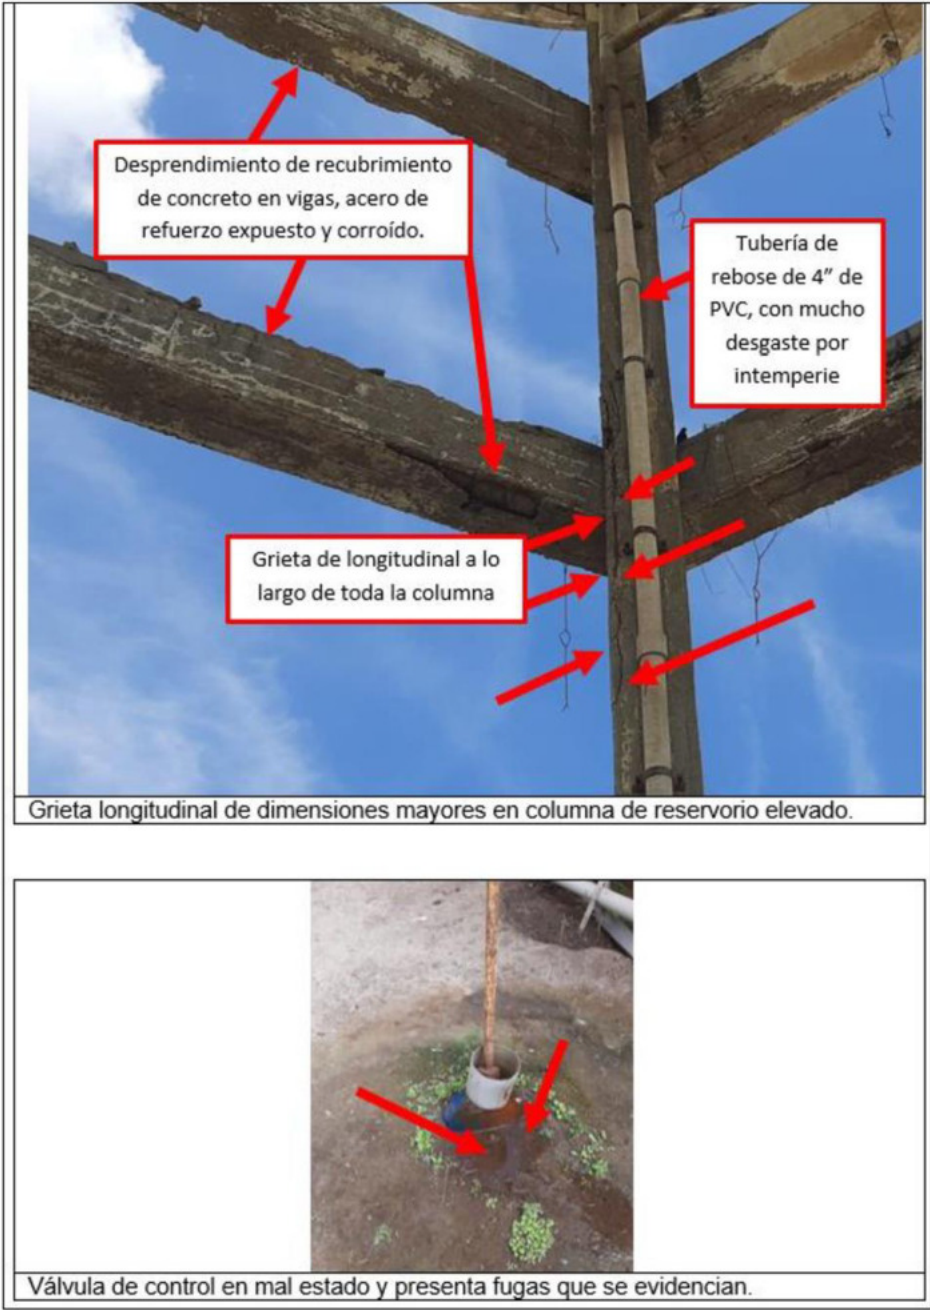 Desprendimiento de recubrimiento
de concreto en vigas, acero de
refuerzo expuesto y corroído.
Tubería de
rebose de 4” de
PVC, con mucho
desgaste por
intemperie
Grieta de longitudinal a lo
largo de toda la columna
Grieta longitudinal de dimensiones mayores en columna de reservorio elevado.
Válvula de control en mal estado y presenta fugas que se evidencian.